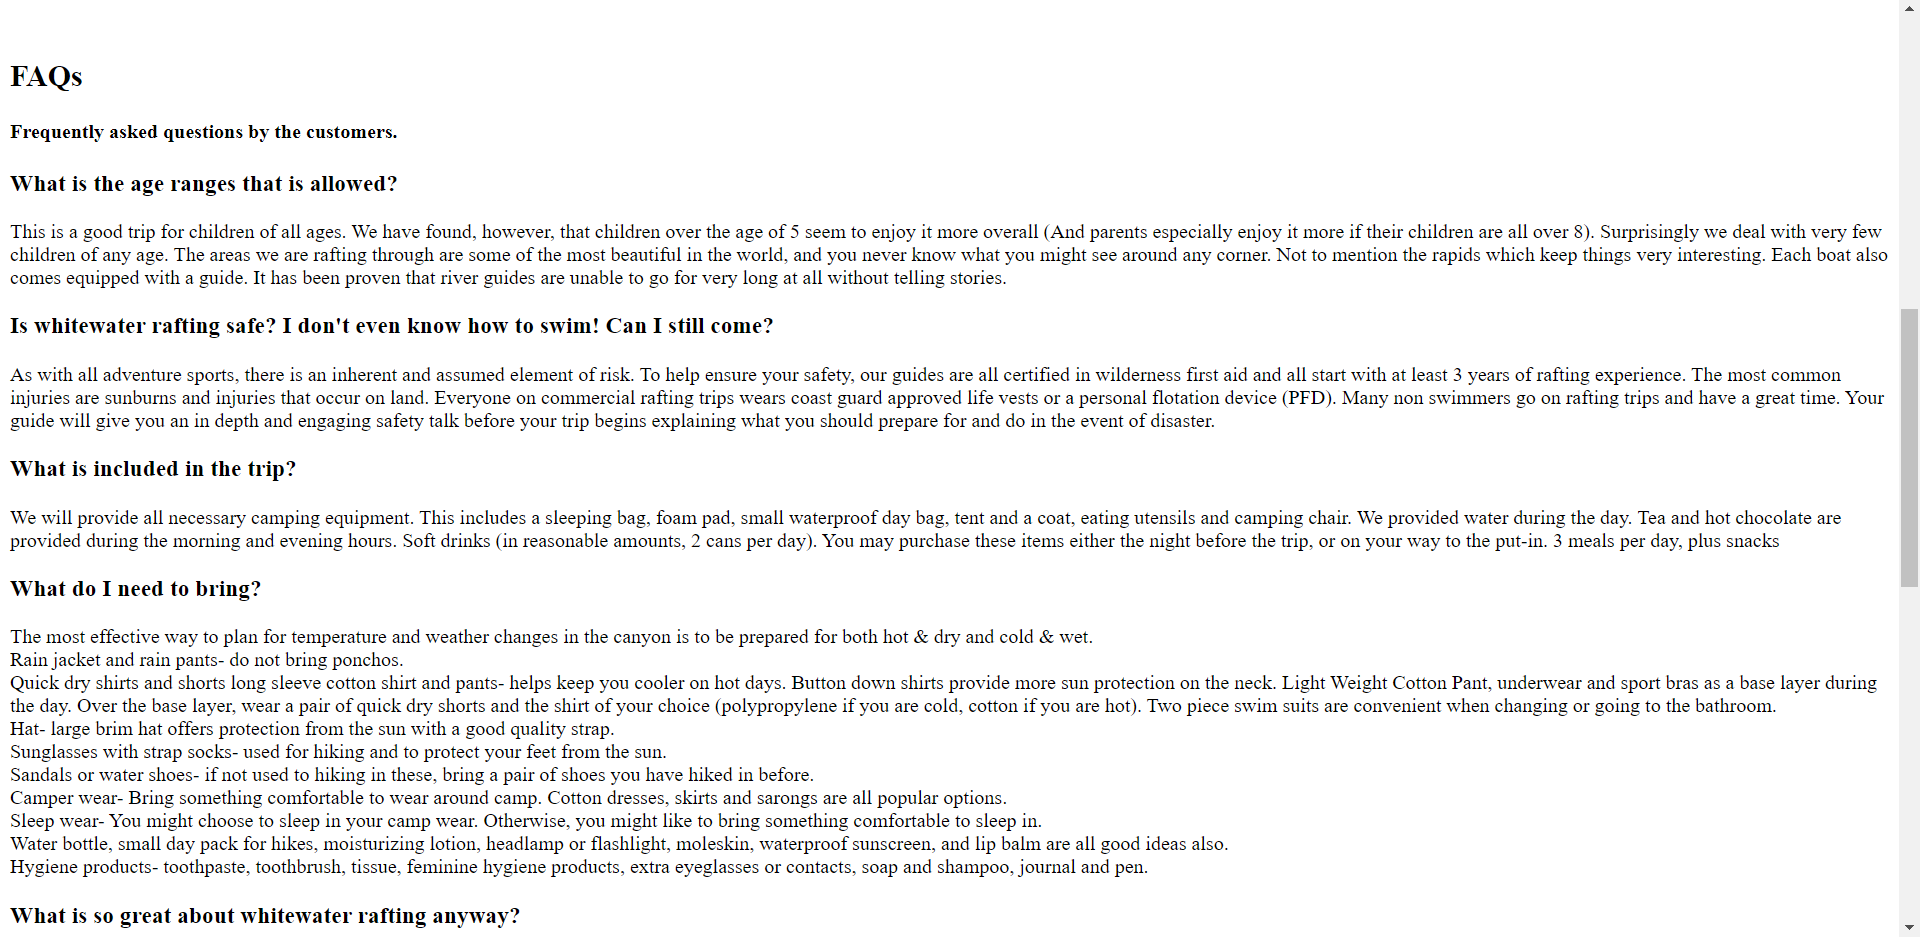 FAQs
Frequently asked questions by the customers.
What is the age ranges that is allowed?
This is a good trip for children of all ages. We have found, however, that children over the age of 5 seem to enjoy it more overall (And parents especially enjoy it more if their children are all over 8). Surprisingly we deal with very few
children of any age. The areas we are rafting through are some of the most beautiful in the world, and you never know what you might see around any corner. Not to mention the rapids which keep things very interesting. Each boat also
comes equipped with a guide. It has been proven that river guides are unable to go for very long at all without telling stories.
Is whitewater rafting safe? I don't even know how to swim! Can I still come?
As with all adventure sports, there is an inherent and assumed element of risk. To help ensure your safety, our guides are all certified in wilderness first aid and all start with at least 3 years of rafting experience. The most common
injuries are sunburns and injuries that occur on land. Everyone on commercial rafting trips wears coast guard approved life vests or a personal flotation device (PFD). Many non swimmers go on rafting trips and have a great time. Your
guide will give you an in depth and engaging safety talk before your trip begins explaining what you should prepare for and do in the event of disaster.
What is included in the trip?
We will provide all necessary camping equipment. This includes a sleeping bag, foam pad, small waterproof day bag, tent and a coat, eating utensils and camping chair. We provided water during the day. Tea and hot chocolate are
provided during the morning and evening hours. Soft drinks (in reasonable amounts, 2 cans per day). You may purchase these items either the night before the trip, or on your way to the put-in. 3 meals per day, plus snacks
What do I need to bring?
The most effective way to plan for temperature and weather changes in the canyon is to be prepared for both hot & dry and cold & wet.
Rain jacket and rain pants- do not bring ponchos.
Quick dry shirts and shorts long sleeve cotton shirt and pants- helps keep you cooler on hot days. Button down shirts provide more sun protection on the neck. Light Weight Cotton Pant, underwear and sport bras as a base layer during
the day. Over the base layer, wear a pair of quick dry shorts and the shirt of your choice (polypropylene if you are cold, cotton if you are hot). Two piece swim suits are convenient when changing or going to the bathroom.
Hat- large brim hat offers protection from the sun with a good quality strap.
Sunglasses with strap socks- used for hiking and to protect your feet from the sun.
Sandals or water shoes- if not used to hiking in these, bring a pair of shoes you have hiked in before.
Camper wear- Bring something comfortable to wear around camp. Cotton dresses, skirts and sarongs are all popular options.
Sleep wear- You might choose to sleep in your camp wear. Otherwise, you might like to bring something comfortable to sleep in.
Water bottle, small day pack for hikes, moisturizing lotion, headlamp or flashlight, moleskin, waterproof sunscreen, and lip balm are all good ideas also.
Hygiene products- toothpaste, toothbrush, tissue, feminine hygiene products, extra eyeglasses or contacts, soap and shampoo, journal and pen.
What is so great about whitewater rafting anyway?